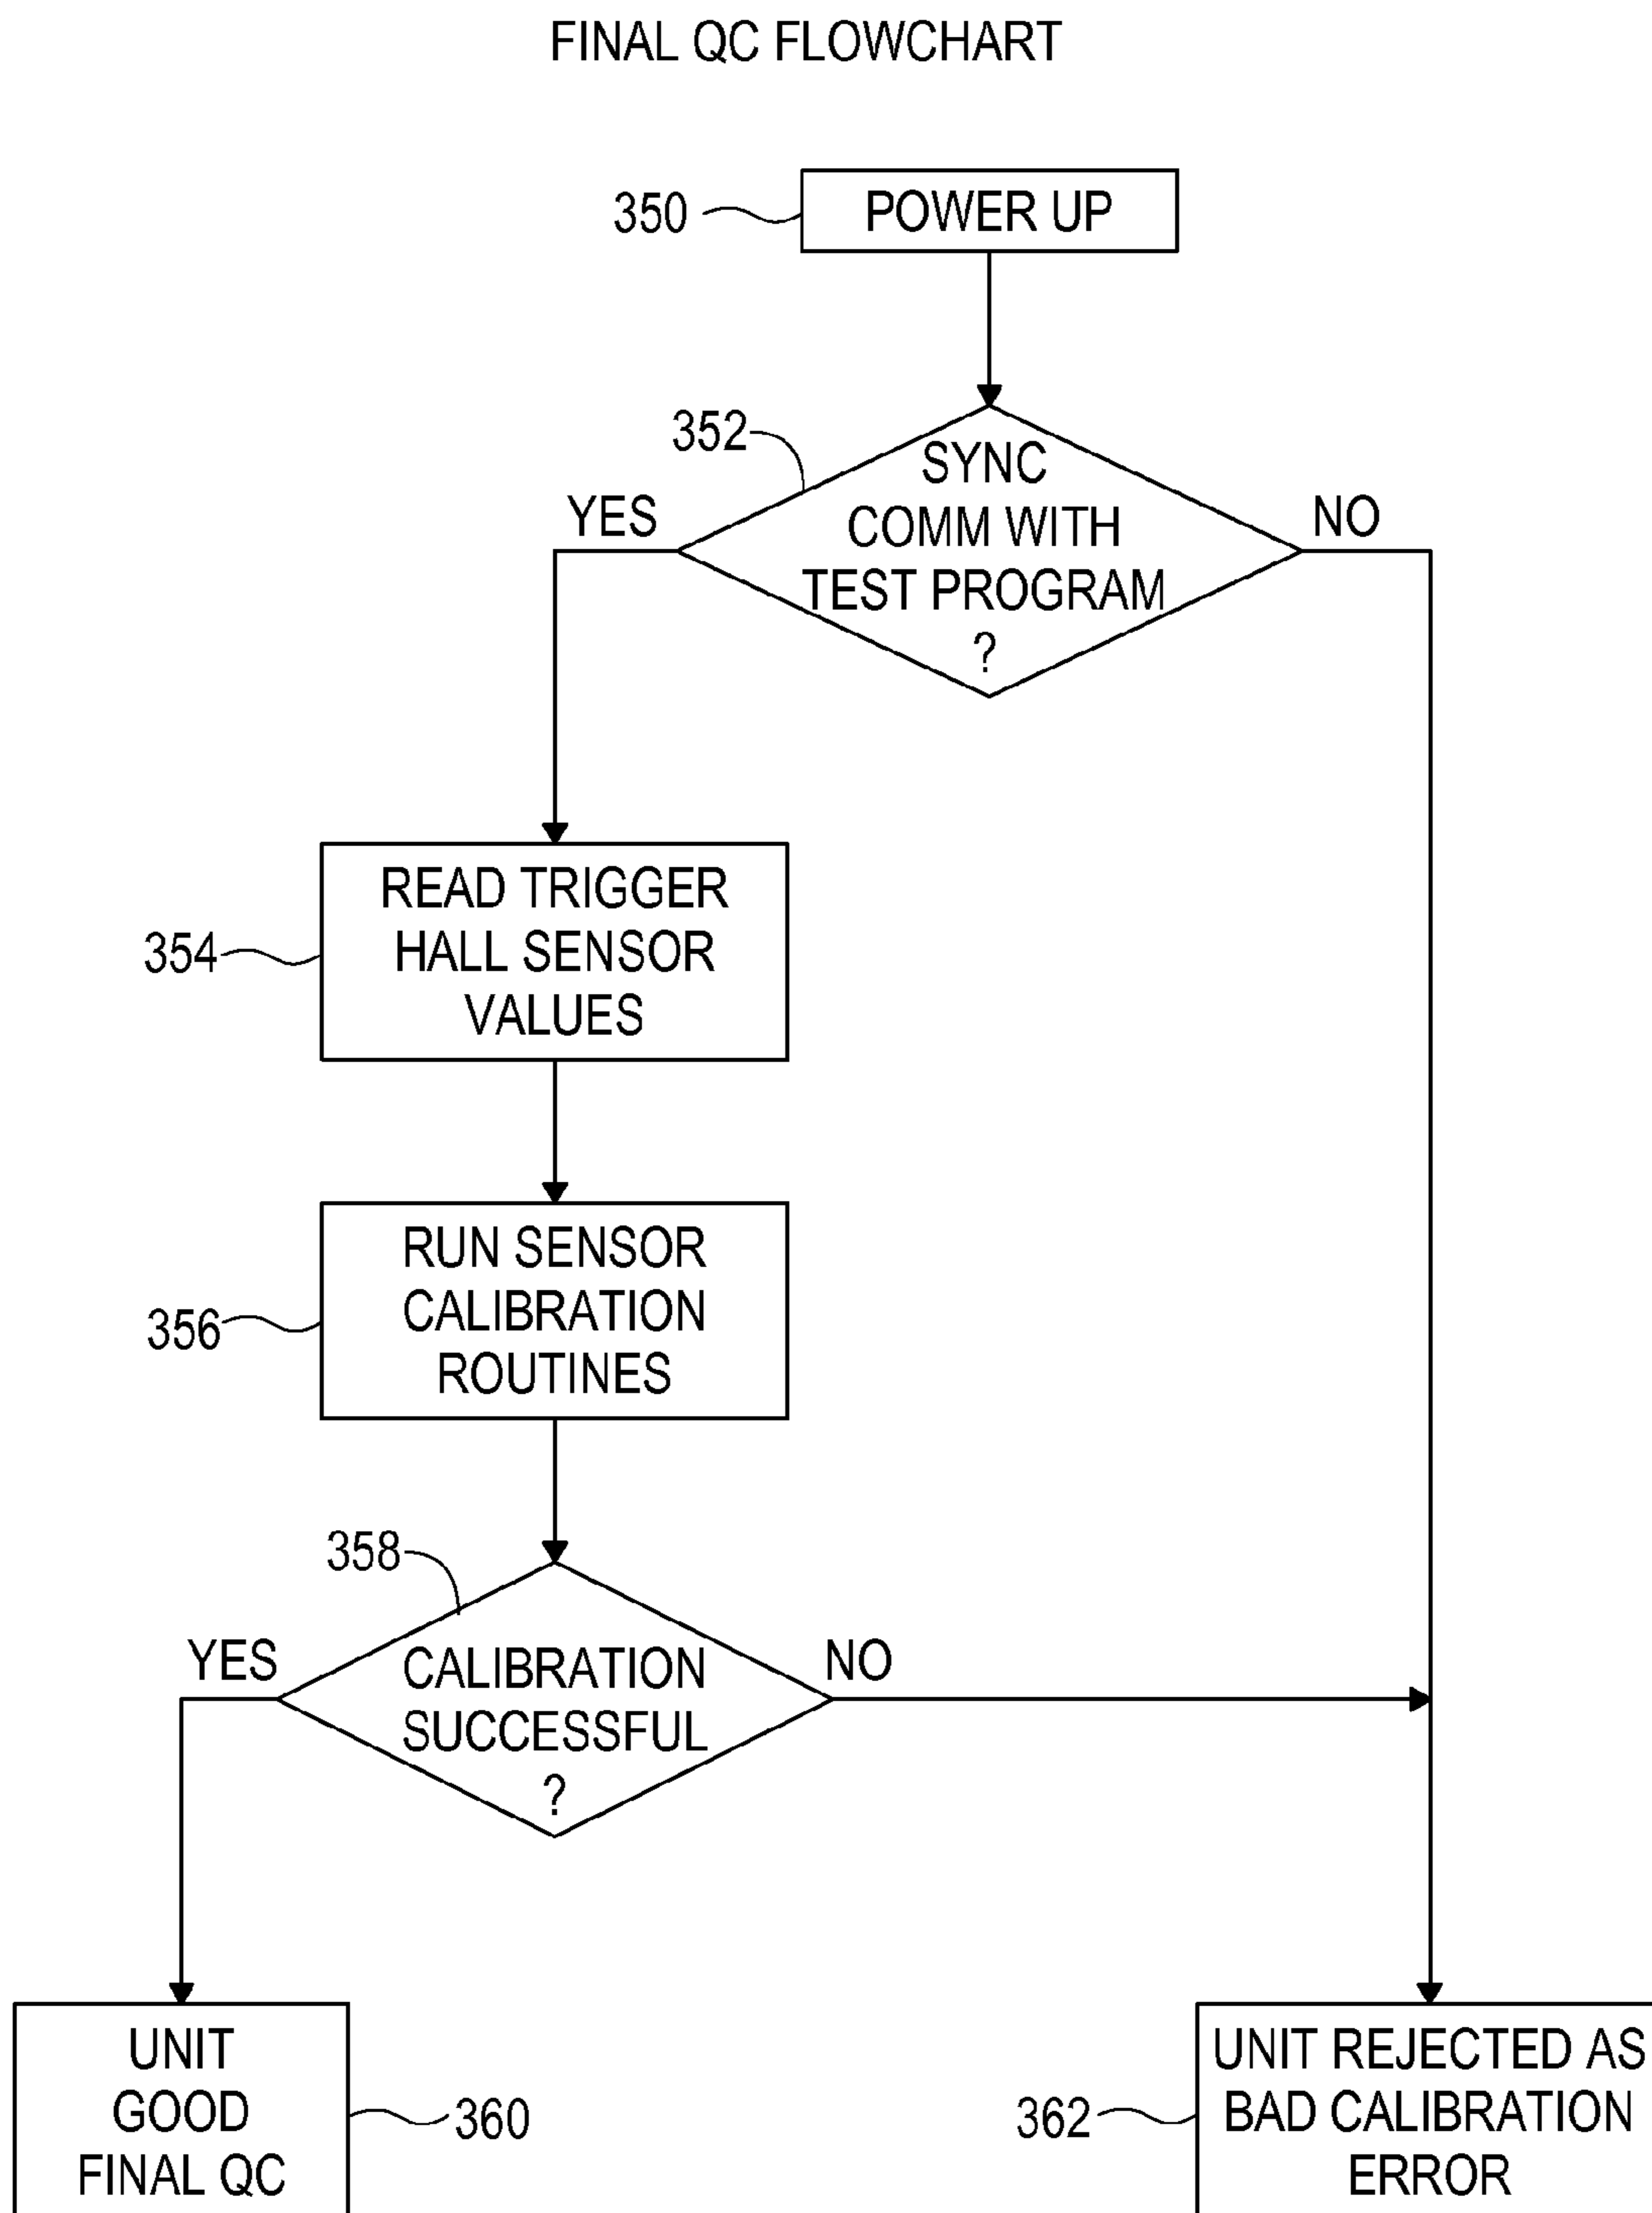 FINAL QC FLOWCHART
350
POWER UP
352
SYNC
COMM WITH
TEST PROGRAM
?
YES
NO
354
READ TRIGGER
HALL SENSOR
VALUES
356
RUN SENSOR
CALIBRATION
ROUTINES
358
CALIBRATION
SUCCESSFUL
?
YES
NO
UNIT
GOOD
FINAL QC
360
362
UNIT REJECTED AS
BAD CALIBRATION
ERROR